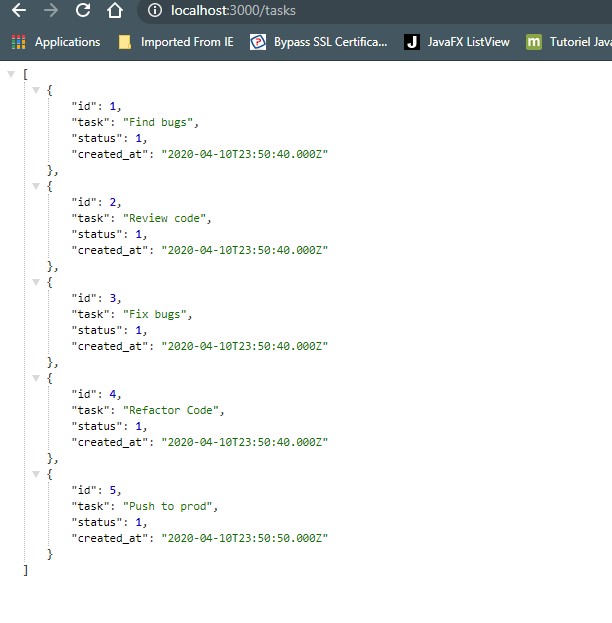 localhost:3000/tasks
Applications Imported From IE Bypass SSL Certifica... J JavaFX ListView m Tutoriel Jav
[
{
"id": 1,
"task": "Find bugs",
"status": 1,
"created_at": "2020-04-10T23:50:40.000Z"
},
{
"id": 2,
"task": "Review code",
"status": 1,
"created_at": "2020-04-10T23:50:40.000Z"
},
{
"id": 3,
"task": "Fix bugs",
"status": 1,
"created_at": "2020-04-10T23:50:40.000Z"
},
{
"id": 4,
"task": "Refactor Code",
"status": 1,
"created_at": "2020-04-10T23:50:40.000Z"
},
{
"id": 5,
"task": "Push to prod",
"status": 1,
"created_at": "2020-04-10T23:50:50.000Z"
}
]